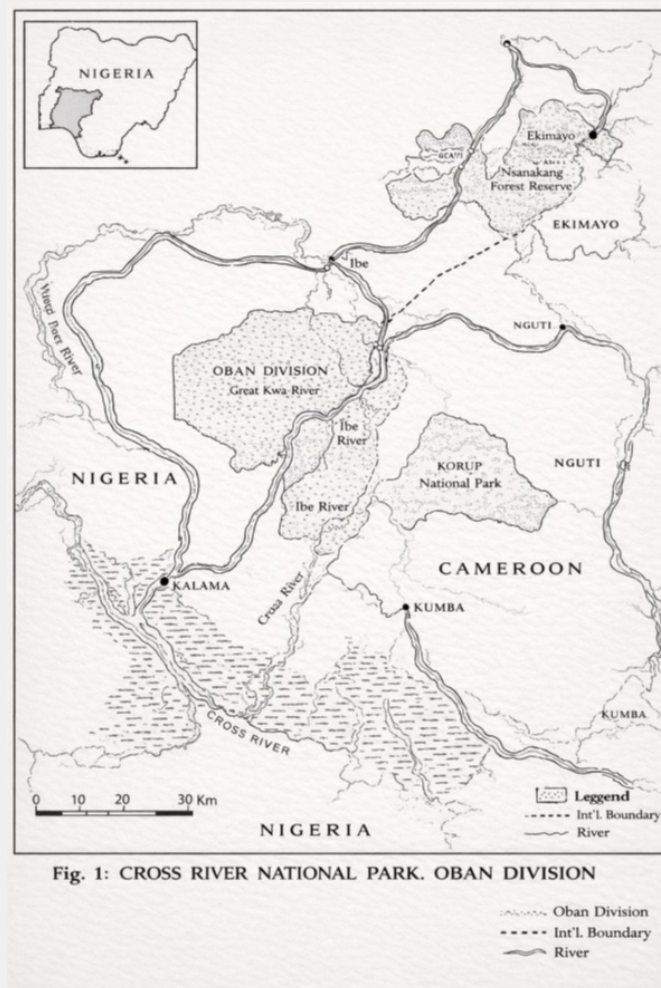 NIGERIA
Ekimayo
Nsanakang
Forest Reserve
EKIMAYO
Ibe
NGUTI
OBAN DIVISION
Great Kwa River
River
Ibe
River
KORUP
National Park
NGUTI
NIGERIA
Ibe River
CAMEROON
KALAMA
River
KUMBA
KUMBA
CROSS RIVER
0 10 20 30 Km
Leggend
Int'l. Boundary
River
NIGERIA
Fig. 1: CROSS RIVER NATIONAL PARK. OBAN DIVISION
Oban Division
Int'l. Boundary
River